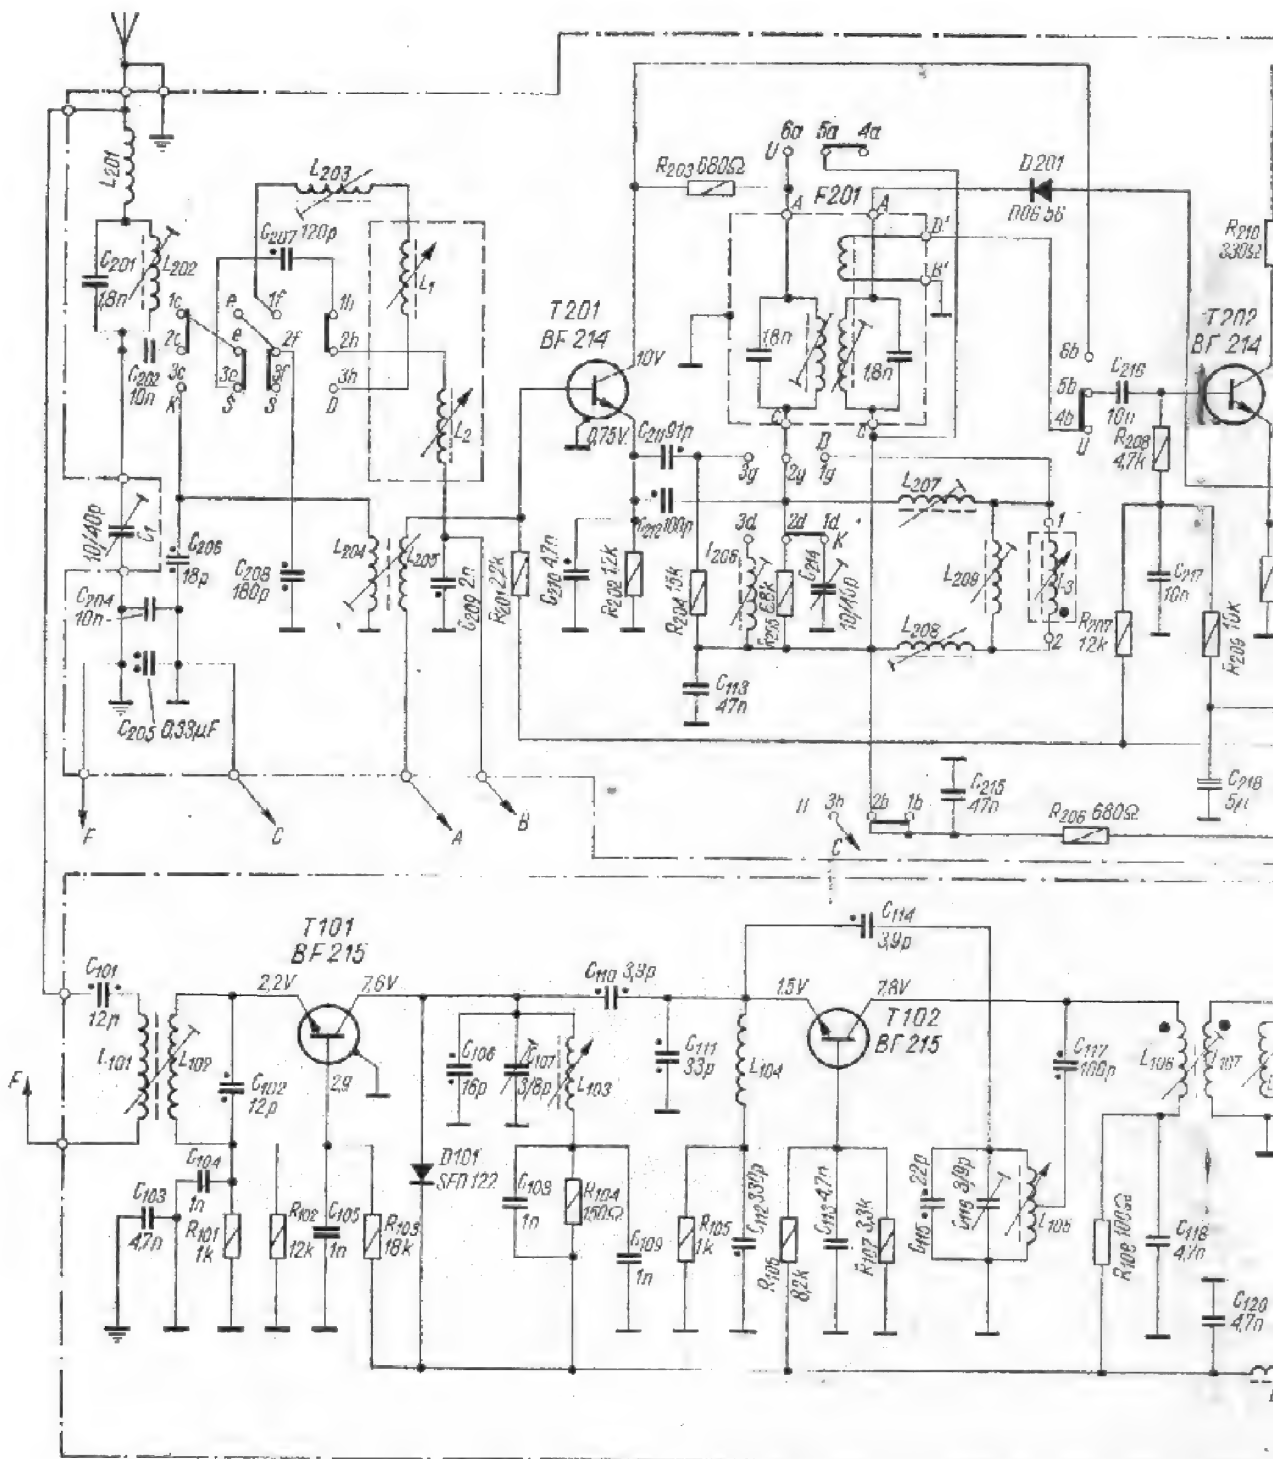 6a 5a 4a
U
L201
L203
R203 680Ω
D201
F201
A A
C207 120p
D'
B'
R210
330Ω
C201
1,8n
L202
L1
T201
BF 214
T202
BF 214
1c e 1f 1h
2c e 2f 2h
3c 3e 3f 3h
K S S D
10V
1,8n
1,8n
6b
5b
4b
U
C216
10n
C202
10n
L2
0,75V
C211 91p
C
D
3g 2g 1g
R208
4,7k
L207
C212 100p
10/40p
C1
3d 2d 1d
K
1
C206
18p
L204
L205
C208
180p
C209 2n
R201 2,2k
C210 4,7n
R202 1,2k
R204 15k
L206
6,8k
C214
10/40p
L209
L3
C217
10n
C204
10n
L208
2
R207
12k
R209 10k
C113
47n
C205 0,33μF
C218
5μ
C215
47n
F
C
A
B
3b 2b 1b
C
R206 680Ω
T101
BF 215
C114
3,9p
C101
12p
2,2V
7,6V
C110 3,9p
1,5V
7,8V
T102
BF 215
L101
L102
C106
16p
C107
3/8p
L103
C111
33p
L104
C117
100p
L106
L107
F
C102
12p
2,9
C104
1n
D101
SFD 122
C103
4,7n
R101
1k
R102
12k
C105
1n
R103
18k
C108
1n
R104
150Ω
C109
1n
R105
1k
C112 330p
R106
8,2k
C113 4,7n
R107 3,3k
C115 22p
C116 3/9p
L105
R108 100Ω
C118
4,7n
C120
4,7n